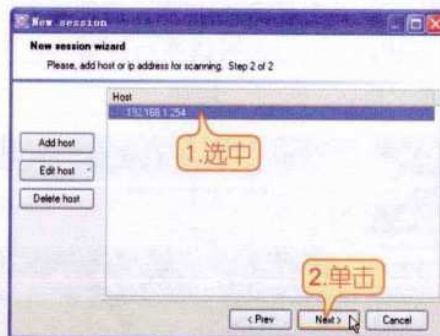 New session
New session wizard
Please, add host or ip address for scanning. Step 2 of 2
Host
192.168.1.254
Add host
Edit host
Delete host
1.选中
2.单击
< Prev
Next >
Cancel